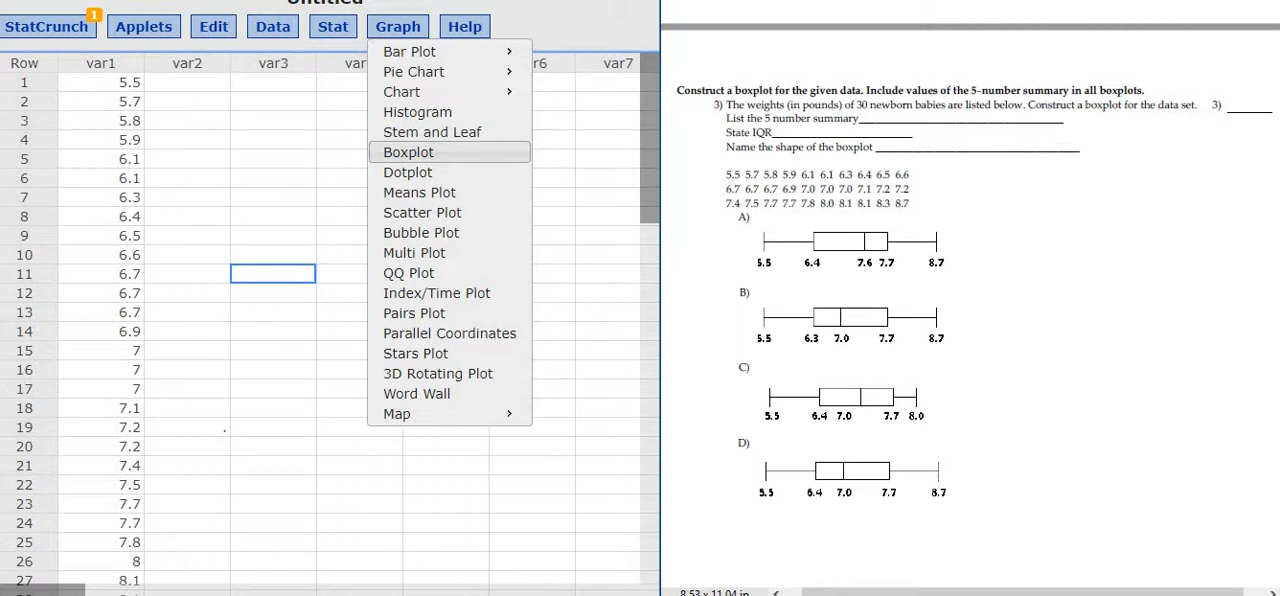 Untitled
StatCrunch 1 Applets Edit Data Stat Graph Help
Row var1 var2 var3 var r6 var7
1 5.5
2 5.7
3 5.8
4 5.9
5 6.1
6 6.1
7 6.3
8 6.4
9 6.5
10 6.6
11 6.7
12 6.7
13 6.7
14 6.9
15 7
16 7
17 7
18 7.1
19 7.2
20 7.2
21 7.4
22 7.5
23 7.7
24 7.7
25 7.8
26 8
27 8.1
Bar Plot
Pie Chart
Chart
Histogram
Stem and Leaf
Boxplot
Dotplot
Means Plot
Scatter Plot
Bubble Plot
Multi Plot
QQ Plot
Index/Time Plot
Pairs Plot
Parallel Coordinates
Stars Plot
3D Rotating Plot
Word Wall
Map
Construct a boxplot for the given data. Include values of the 5-number summary in all boxplots.
3) The weights (in pounds) of 30 newborn babies are listed below. Construct a boxplot for the data set. 3) ______
List the 5 number summary______
State IQR______
Name the shape of the boxplot ______
5.5 5.7 5.8 5.9 6.1 6.1 6.3 6.4 6.5 6.6
6.7 6.7 6.7 6.9 7.0 7.0 7.0 7.1 7.2 7.2
7.4 7.5 7.7 7.7 7.8 8.0 8.1 8.1 8.3 8.7
A)
5.5 6.4 7.6 7.7 8.7
B)
5.5 6.3 7.0 7.7 8.7
C)
5.5 6.4 7.0 7.7 8.0
D)
5.5 6.4 7.0 7.7 8.7
8.53 x 11.04 in